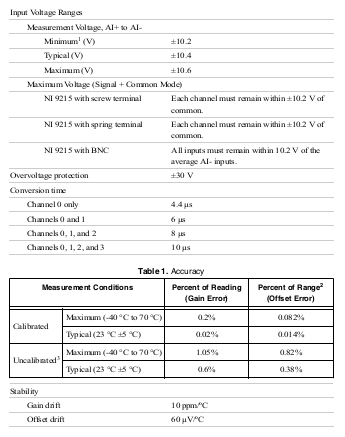 Input Voltage Ranges
Measurement Voltage, AI+ to AI-
Minimum¹ (V) ±10.2
Typical (V) ±10.4
Maximum (V) ±10.6
Maximum Voltage (Signal + Common Mode)
NI 9215 with screw terminal Each channel must remain within ±10.2 V of
common.
NI 9215 with spring terminal Each channel must remain within ±10.2 V of
common.
NI 9215 with BNC All inputs must remain within 10.2 V of the
average AI- inputs.
Overvoltage protection ±30 V
Conversion time
Channel 0 only 4.4 µs
Channels 0 and 1 6 µs
Channels 0, 1, and 2 8 µs
Channels 0, 1, 2, and 3 10 µs
Table 1. Accuracy
Measurement Conditions Percent of Reading (Gain Error) Percent of Range² (Offset Error)
Calibrated Maximum (-40 °C to 70 °C) 0.2% 0.082%
Typical (23 °C ±5 °C) 0.02% 0.014%
Uncalibrated³ Maximum (-40 °C to 70 °C) 1.05% 0.82%
Typical (23 °C ±5 °C) 0.6% 0.38%
Stability
Gain drift 10 ppm/°C
Offset drift 60 µV/°C